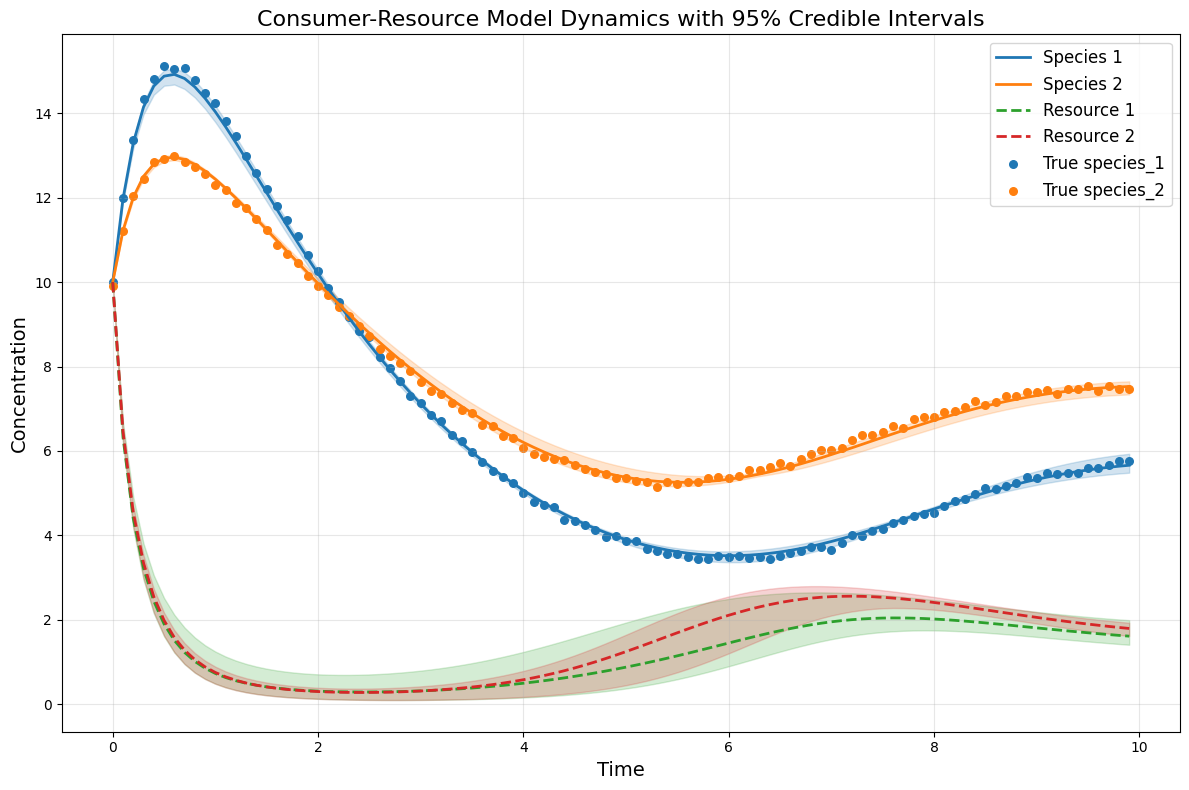 Consumer-Resource Model Dynamics with 95% Credible Intervals
Species 1
Species 2
Resource 1
Resource 2
True species_1
True species_2
Concentration
14
12
10
8
6
4
2
0
0 2 4 6 8 10
Time